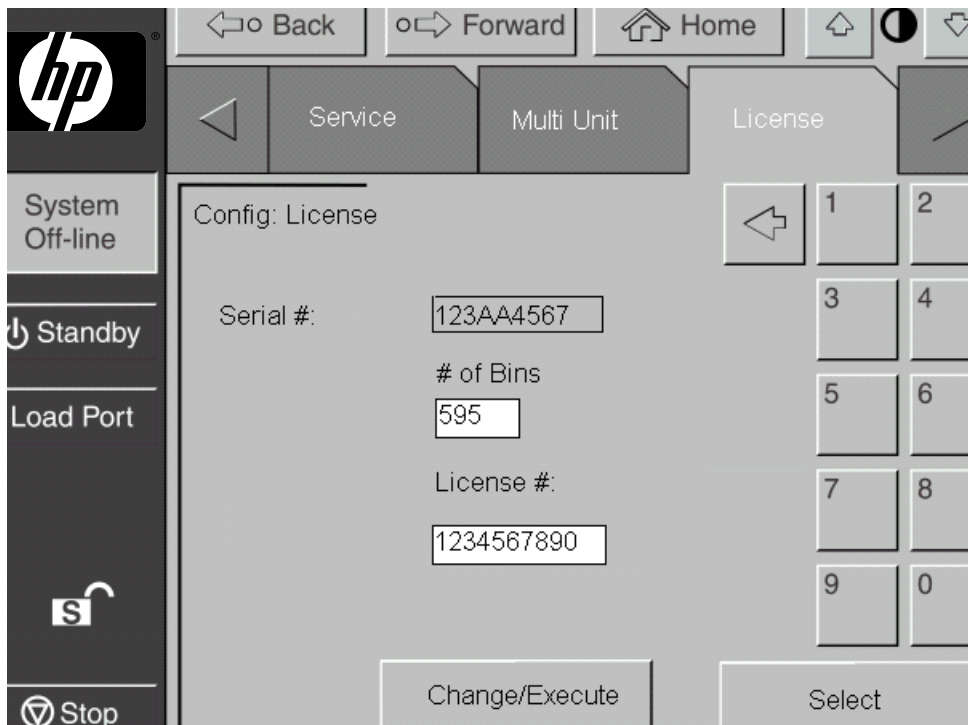 Back Forward Home
hp ®
Service Multi Unit License
System
Off-line
Config: License
1 2
Serial #: 123AA4567
3 4
Standby
# of Bins
595
5 6
Load Port
License #:
7 8
1234567890
9 0
S
Change/Execute Select
Stop